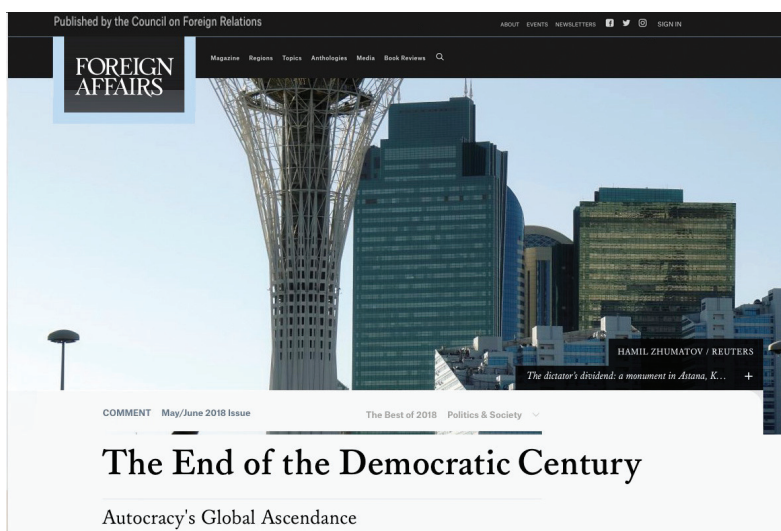 Published by the Council on Foreign Relations
ABOUT EVENTS NEWSLETTERS SIGN IN
FOREIGN
AFFAIRS
Magazine Regions Topics Anthologies Media Book Reviews
HAMIL ZHUMATOV / REUTERS
The dictator's dividend: a monument in Astana, K… +
COMMENT May/June 2018 Issue The Best of 2018 Politics & Society
The End of the Democratic Century
Autocracy's Global Ascendance